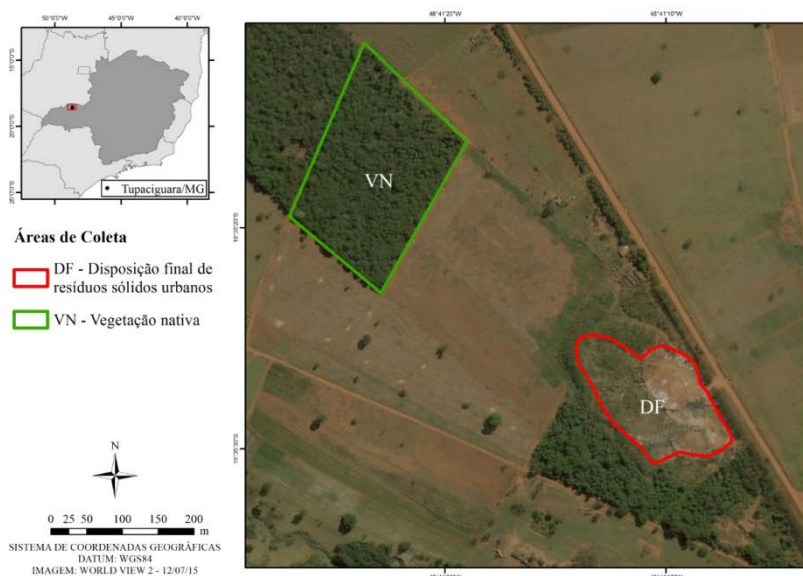 50°0'0"W 45°0'0"W 40°0'0"W
15°0'0"S
20°0'0"S
25°0'0"S
Tupaciguara/MG
Áreas de Coleta
DF - Disposição final de
resíduos sólidos urbanos
VN - Vegetação nativa
N
0 25 50 100 150 200
m
SISTEMA DE COORDENADAS GEOGRÁFICAS
DATUM: WGS84
IMAGEM: WORLD VIEW 2 - 12/07/15
48°41'20"W 48°41'10"W
VN
DF